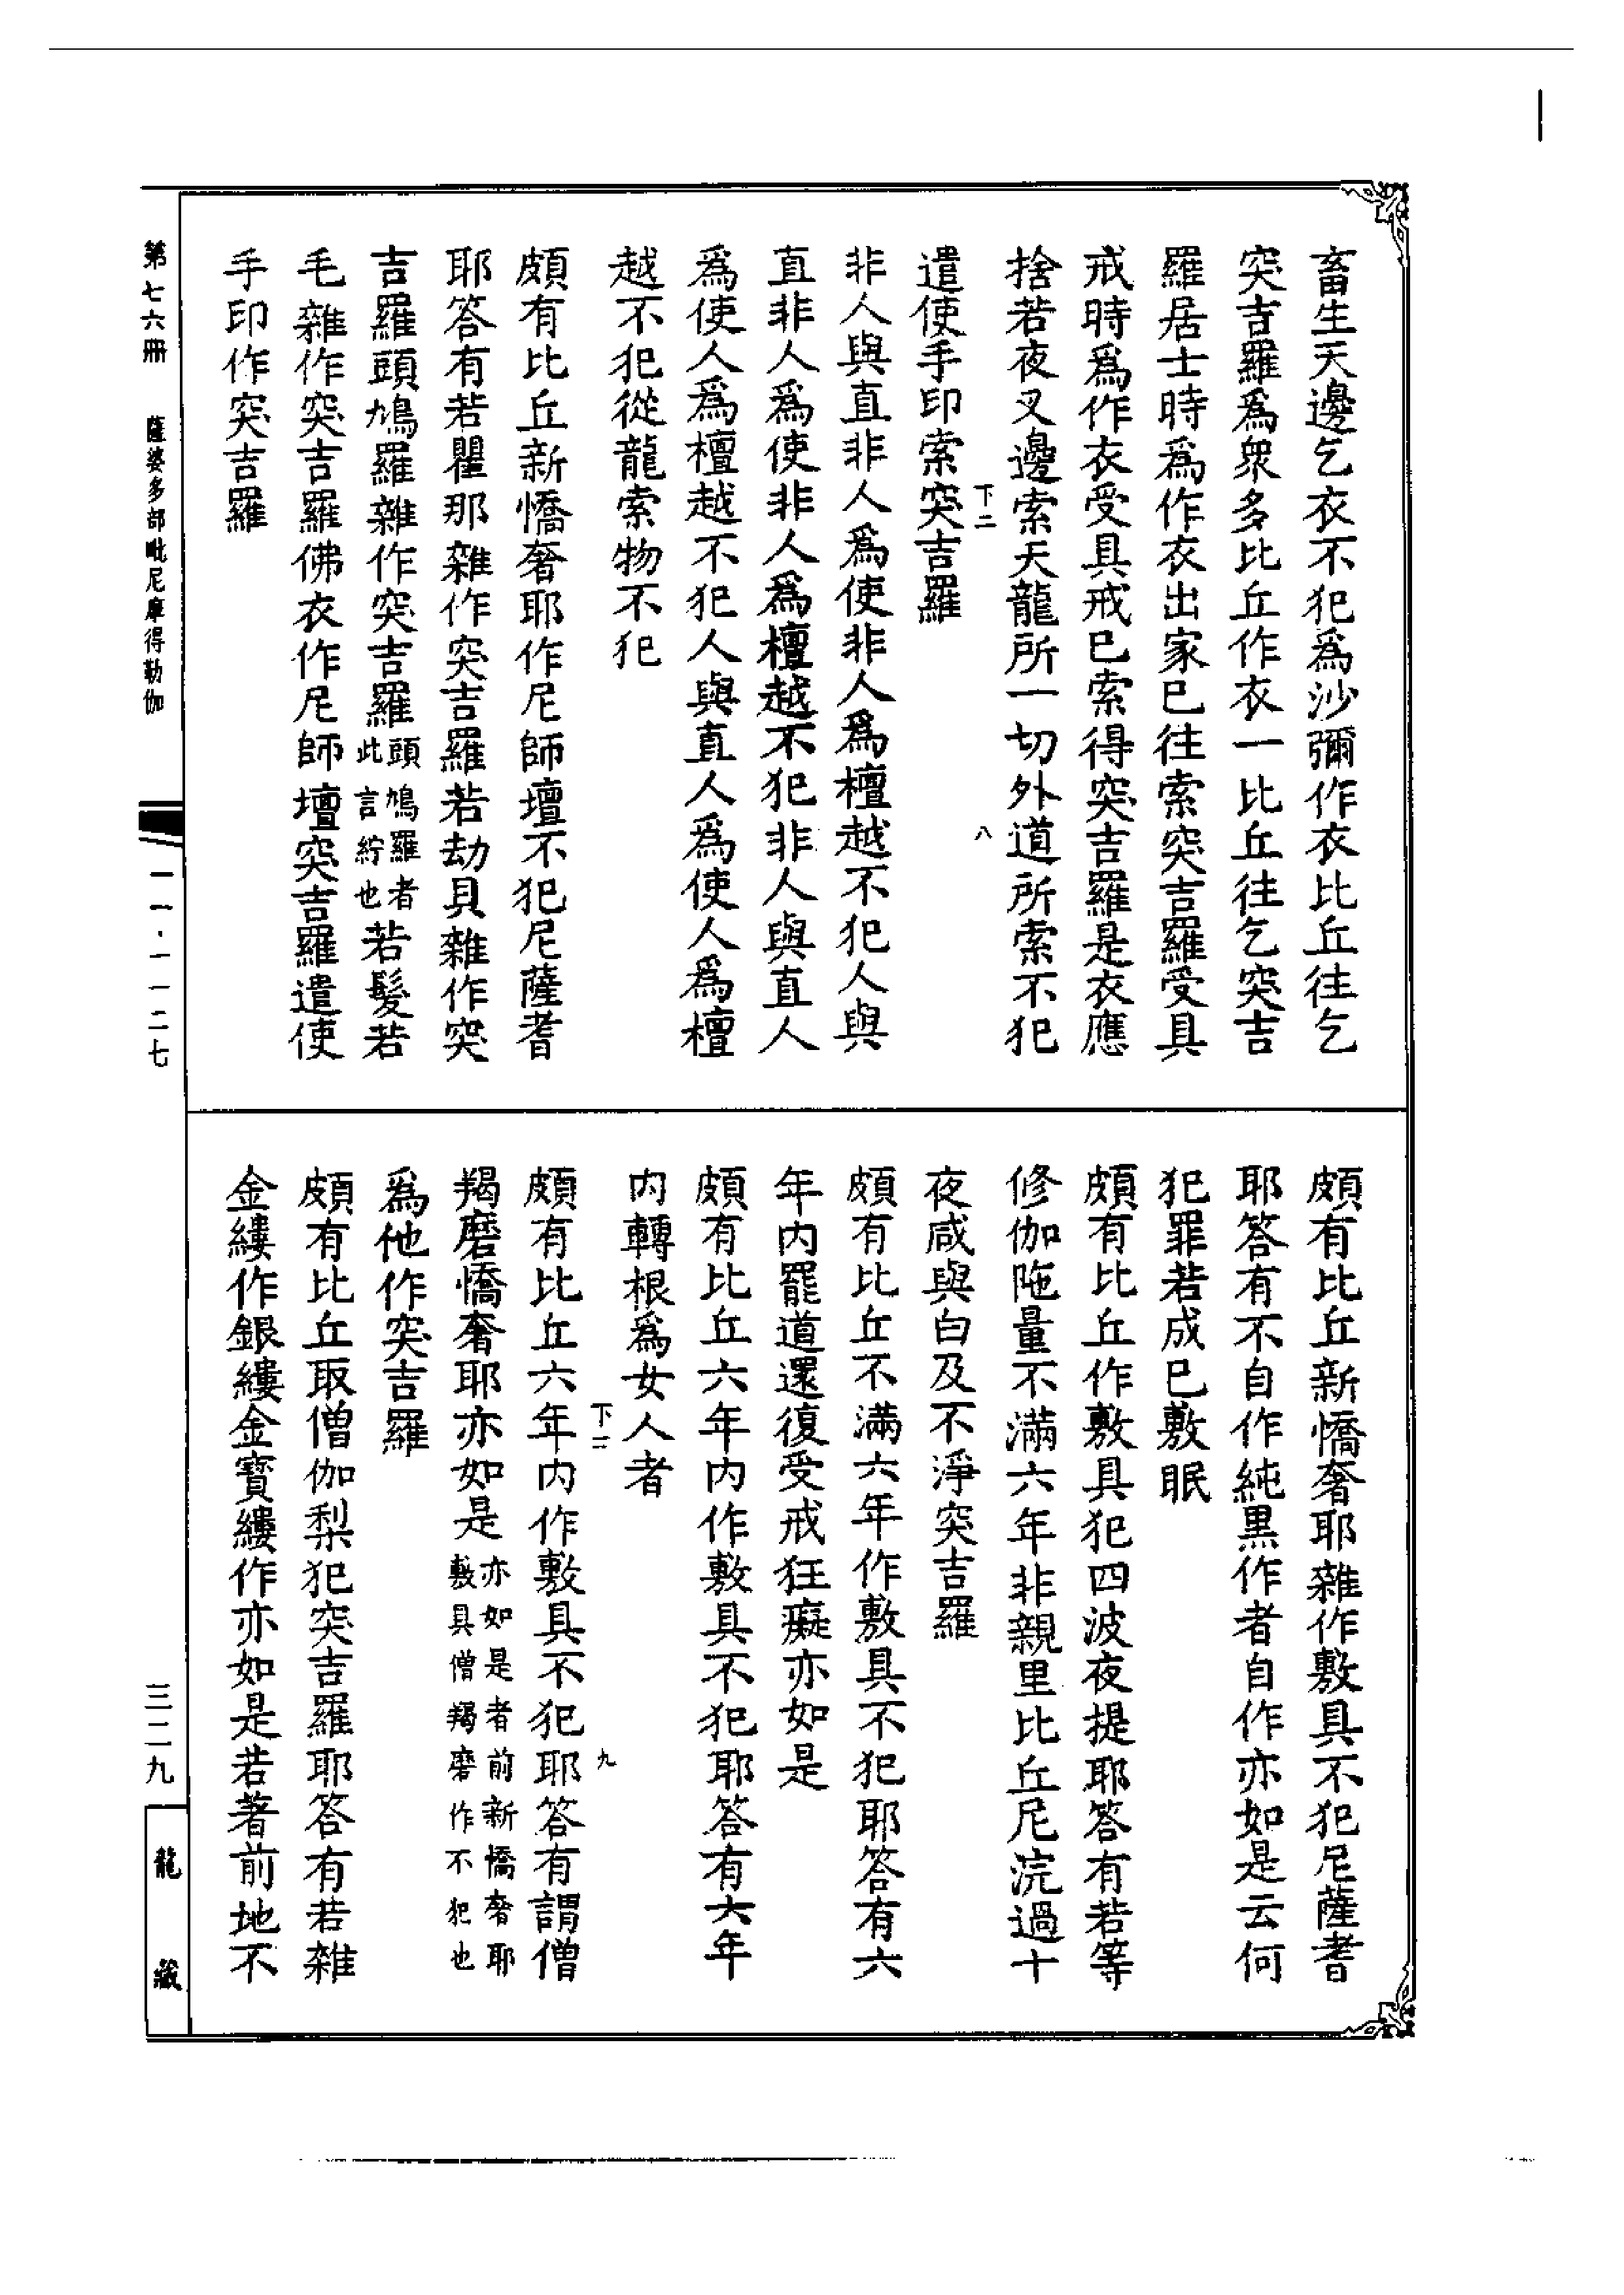 畜生天邊乞衣不犯爲沙彌作衣比丘往乞
突吉羅爲衆多比丘作衣一比丘往乞突吉
羅居士時爲作衣出家已往索突吉羅受具
戒時爲作衣受具戒已索得突吉羅是衣應
捨若夜叉邊索天龍所一切外道所索不犯
下二 八
遣使手印索突吉羅
非人與直非人爲使非人爲檀越不犯人與
直非人爲使非人爲檀越不犯非人與直人
爲使人爲檀越不犯人與直人爲使人爲檀
越不犯從龍索物不犯
頗有比丘新憍奢耶作尼師壇不犯尼薩耆
耶答有若瞿那雜作突吉羅若劫貝雜作突
吉羅頭鳩羅雜作突吉羅頭鳩羅者此言紵也若髮若
毛雜作突吉羅佛衣作尼師壇突吉羅遣使
手印作突吉羅
頗有比丘新憍奢耶雜作敷具不犯尼薩耆
耶答有不自作純黑作者自作亦如是云何
犯罪若成已敷眠
頗有比丘作敷具犯四波夜提耶答有若等
修伽陁量不滿六年非親里比丘尼浣過十
夜咸與白及不淨突吉羅
頗有比丘不滿六年作敷具不犯耶答有六
年內罷道還復受戒狂癡亦如是
頗有比丘六年內作敷具不犯耶答有六年
內轉根爲女人者
下二 九
頗有比丘六年內作敷具不犯耶答有謂僧
羯磨憍奢耶亦如是亦如是者前新憍奢耶敷具僧羯磨作不犯也
爲他作突吉羅
頗有比丘取僧伽梨犯突吉羅耶答有若雜
金縷作銀縷金寶縷作亦如是若著前地不
第七六冊 薩婆多部毗尼摩得勒伽
一一·一一二七
三二九
龍藏